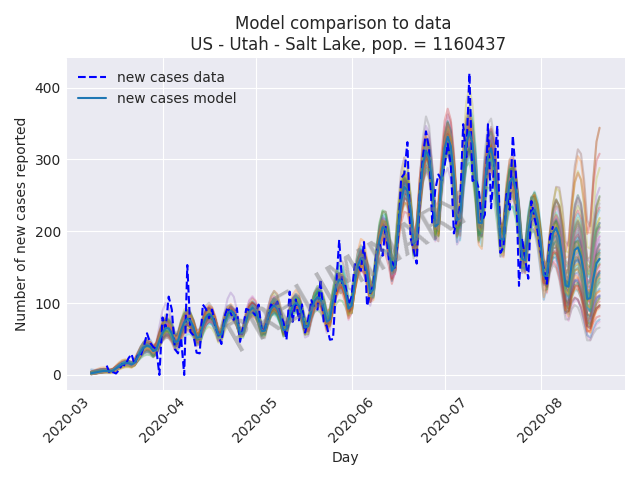 Model comparison to data
US - Utah - Salt Lake, pop. = 1160437
new cases data
new cases model
Number of new cases reported
400
300
200
100
0
2020-03
2020-04
2020-05
2020-06
2020-07
2020-08
Day